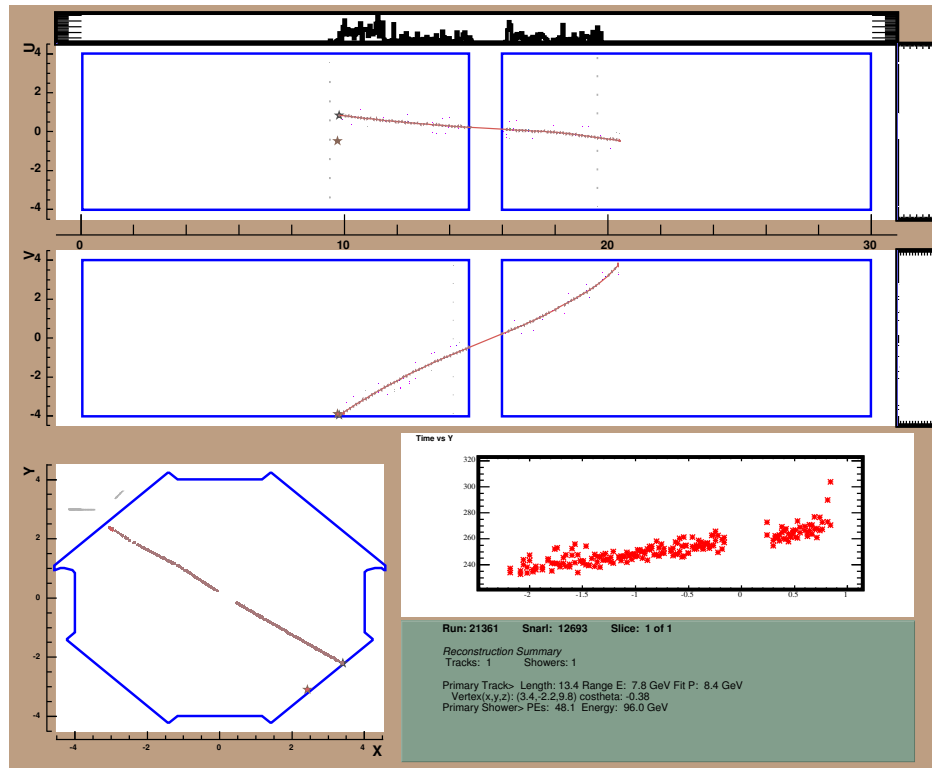 U
4
2
0
-2
-4
0 10 20 30
V
4
2
0
-2
-4
Time vs Y
320
300
280
260
240
-2 -1.5 -1 -0.5 0 0.5 1
Y
4
2
0
-2
-4
-4 -2 0 2 4
X
Run: 21361 Snarl: 12693 Slice: 1 of 1
Reconstruction Summary
Tracks: 1 Showers: 1
Primary Track> Length: 13.4 Range E: 7.8 GeV Fit P: 8.4 GeV
Vertex(x,y,z): (3.4,-2.2,9.8) costheta: -0.38
Primary Shower> PEs: 48.1 Energy: 96.0 GeV